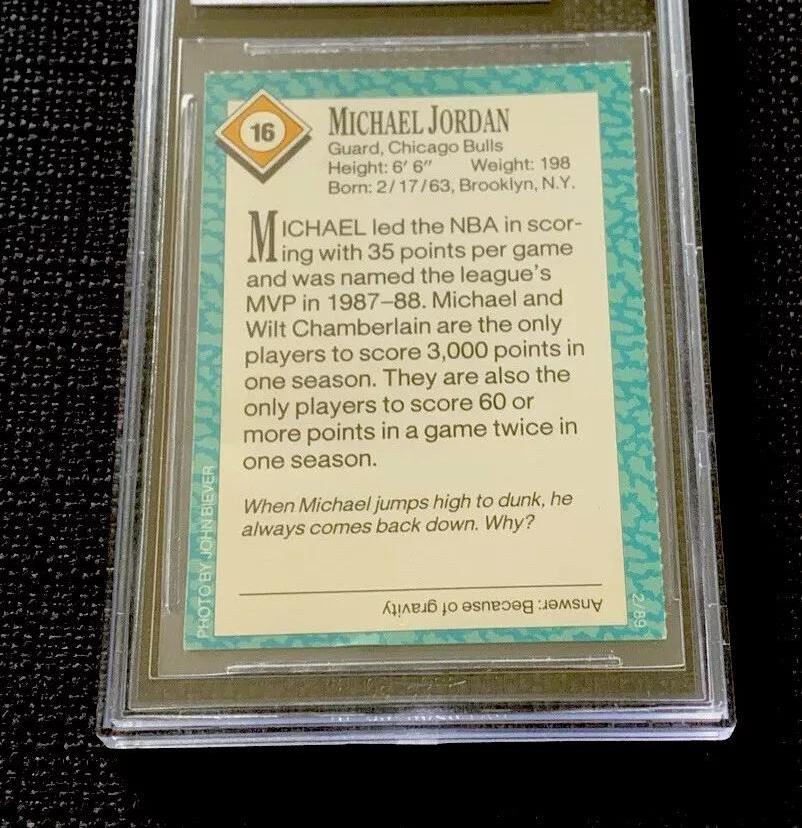 16
MICHAEL JORDAN
Guard, Chicago Bulls
Height: 6' 6" Weight: 198
Born: 2/17/63, Brooklyn, N.Y.
MICHAEL led the NBA in scor-
ing with 35 points per game
and was named the league's
MVP in 1987–88. Michael and
Wilt Chamberlain are the only
players to score 3,000 points in
one season. They are also the
only players to score 60 or
more points in a game twice in
one season.
When Michael jumps high to dunk, he
always comes back down. Why?
Answer: Because of gravity
PHOTO BY JOHN BIEVER
2/89